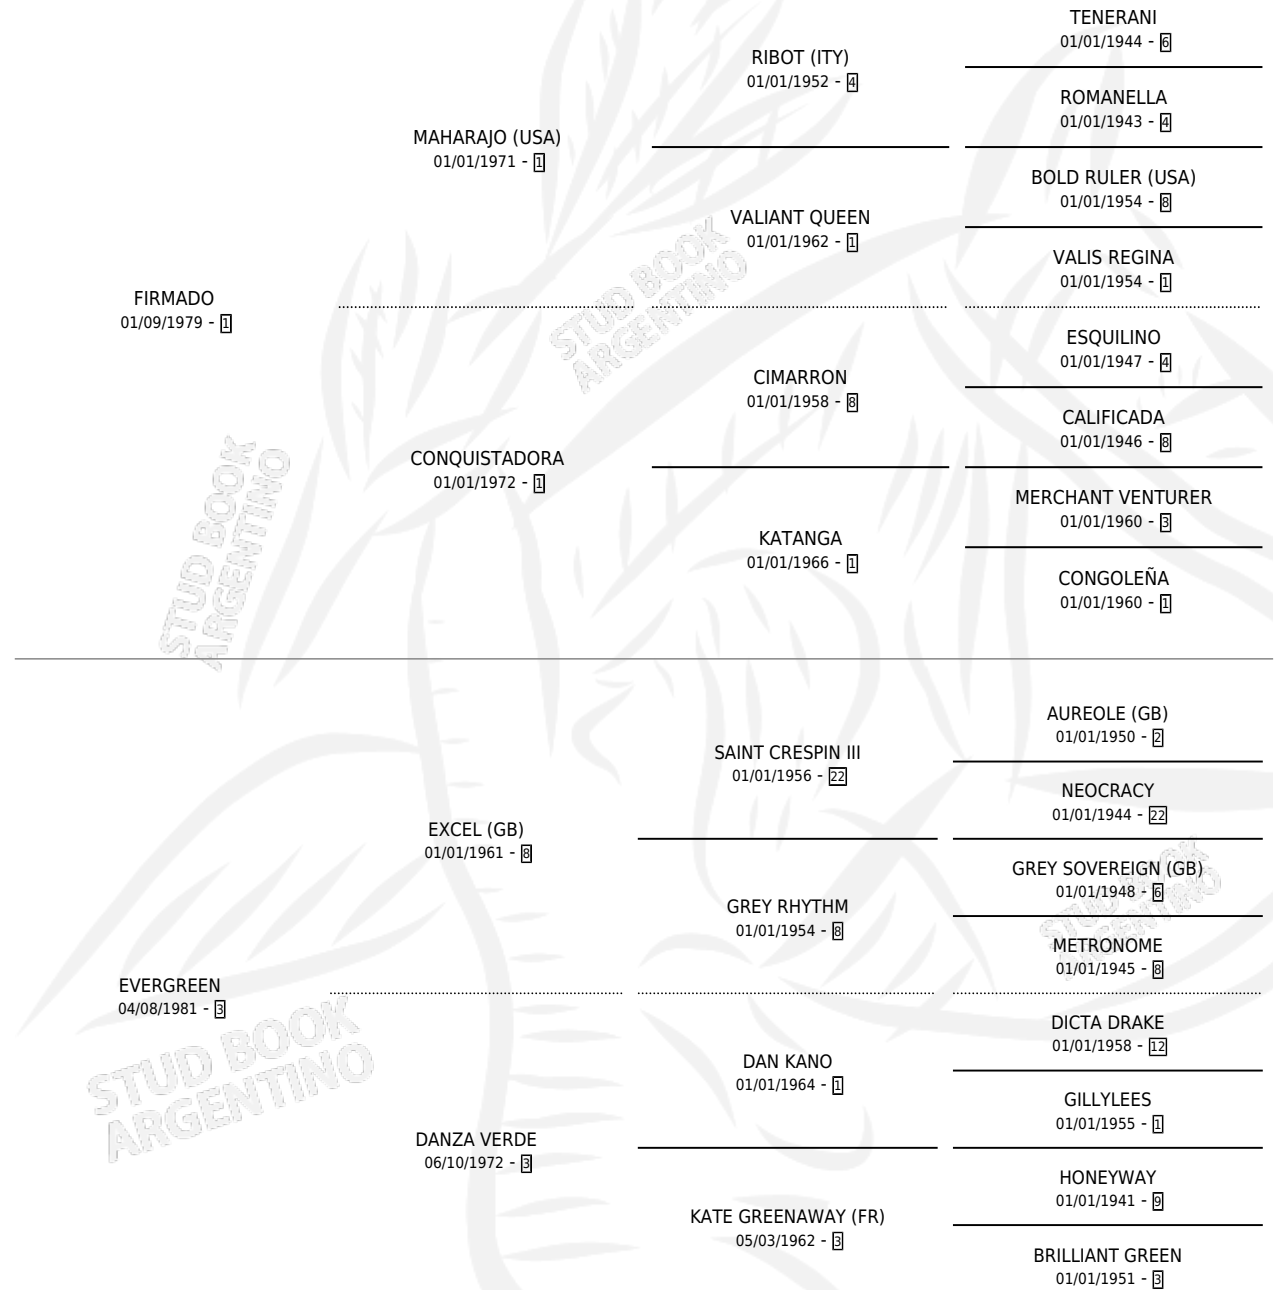 TENERANI
01/01/1944 - 6
RIBOT (ITY)
01/01/1952 - 4
ROMANELLA
01/01/1943 - 4
MAHARAJO (USA)
01/01/1971 - 1
BOLD RULER (USA)
01/01/1954 - 8
VALIANT QUEEN
01/01/1962 - 1
VALIS REGINA
01/01/1954 - 1
FIRMADO
01/09/1979 - 1
ESQUILINO
01/01/1947 - 4
CIMARRON
01/01/1958 - 8
CALIFICADA
01/01/1946 - 8
CONQUISTADORA
01/01/1972 - 1
MERCHANT VENTURER
01/01/1960 - 3
KATANGA
01/01/1966 - 1
CONGOLEÑA
01/01/1960 - 1
AUREOLE (GB)
01/01/1950 - 2
SAINT CRESPIN III
01/01/1956 - 22
NEOCRACY
01/01/1944 - 22
EXCEL (GB)
01/01/1961 - 8
GREY SOVEREIGN (GB)
01/01/1948 - 6
GREY RHYTHM
01/01/1954 - 8
METRONOME
01/01/1945 - 8
EVERGREEN
04/08/1981 - 3
DICTA DRAKE
01/01/1958 - 12
DAN KANO
01/01/1964 - 1
GILLYLEES
01/01/1955 - 1
DANZA VERDE
06/10/1972 - 3
HONEYWAY
01/01/1941 - 9
KATE GREENAWAY (FR)
05/03/1962 - 3
BRILLIANT GREEN
01/01/1951 - 3
STUD BOOK
ARGENTINO
STUD BOOK
ARGENTINO
STUD BOOK
ARGENTINO
STUD BOOK
ARGENTINO